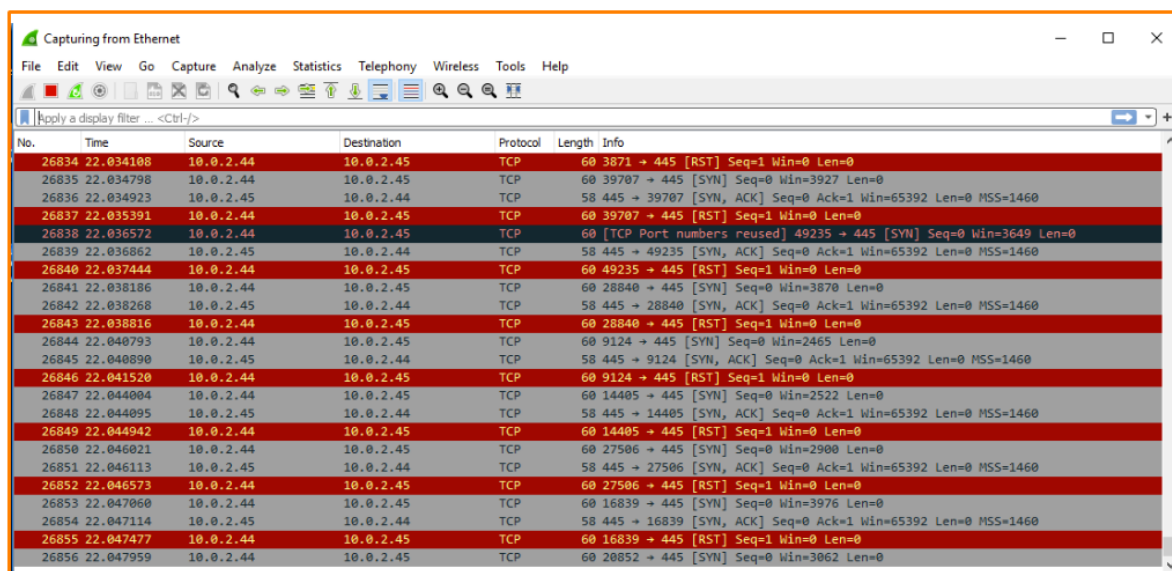 Capturing from Ethernet
File Edit View Go Capture Analyze Statistics Telephony Wireless Tools Help
Apply a display filter ... <Ctrl-/>
No. Time Source Destination Protocol Length Info
26834 22.034108 10.0.2.44 10.0.2.45 TCP 60 3871 → 445 [RST] Seq=1 Win=0 Len=0
26835 22.034798 10.0.2.44 10.0.2.45 TCP 60 39707 → 445 [SYN] Seq=0 Win=3927 Len=0
26836 22.034923 10.0.2.45 10.0.2.44 TCP 58 445 → 39707 [SYN, ACK] Seq=0 Ack=1 Win=65392 Len=0 MSS=1460
26837 22.035391 10.0.2.44 10.0.2.45 TCP 60 39707 → 445 [RST] Seq=1 Win=0 Len=0
26838 22.036572 10.0.2.44 10.0.2.45 TCP 60 [TCP Port numbers reused] 49235 → 445 [SYN] Seq=0 Win=3649 Len=0
26839 22.036862 10.0.2.45 10.0.2.44 TCP 58 445 → 49235 [SYN, ACK] Seq=0 Ack=1 Win=65392 Len=0 MSS=1460
26840 22.037444 10.0.2.44 10.0.2.45 TCP 60 49235 → 445 [RST] Seq=1 Win=0 Len=0
26841 22.038186 10.0.2.44 10.0.2.45 TCP 60 28840 → 445 [SYN] Seq=0 Win=3870 Len=0
26842 22.038268 10.0.2.45 10.0.2.44 TCP 58 445 → 28840 [SYN, ACK] Seq=0 Ack=1 Win=65392 Len=0 MSS=1460
26843 22.038816 10.0.2.44 10.0.2.45 TCP 60 28840 → 445 [RST] Seq=1 Win=0 Len=0
26844 22.040793 10.0.2.44 10.0.2.45 TCP 60 9124 → 445 [SYN] Seq=0 Win=2465 Len=0
26845 22.040890 10.0.2.45 10.0.2.44 TCP 58 445 → 9124 [SYN, ACK] Seq=0 Ack=1 Win=65392 Len=0 MSS=1460
26846 22.041520 10.0.2.44 10.0.2.45 TCP 60 9124 → 445 [RST] Seq=1 Win=0 Len=0
26847 22.044004 10.0.2.44 10.0.2.45 TCP 60 14405 → 445 [SYN] Seq=0 Win=2522 Len=0
26848 22.044095 10.0.2.45 10.0.2.44 TCP 58 445 → 14405 [SYN, ACK] Seq=0 Ack=1 Win=65392 Len=0 MSS=1460
26849 22.044942 10.0.2.44 10.0.2.45 TCP 60 14405 → 445 [RST] Seq=1 Win=0 Len=0
26850 22.046021 10.0.2.44 10.0.2.45 TCP 60 27506 → 445 [SYN] Seq=0 Win=2900 Len=0
26851 22.046113 10.0.2.45 10.0.2.44 TCP 58 445 → 27506 [SYN, ACK] Seq=0 Ack=1 Win=65392 Len=0 MSS=1460
26852 22.046573 10.0.2.44 10.0.2.45 TCP 60 27506 → 445 [RST] Seq=1 Win=0 Len=0
26853 22.047060 10.0.2.44 10.0.2.45 TCP 60 16839 → 445 [SYN] Seq=0 Win=3976 Len=0
26854 22.047114 10.0.2.45 10.0.2.44 TCP 58 445 → 16839 [SYN, ACK] Seq=0 Ack=1 Win=65392 Len=0 MSS=1460
26855 22.047477 10.0.2.44 10.0.2.45 TCP 60 16839 → 445 [RST] Seq=1 Win=0 Len=0
26856 22.047959 10.0.2.44 10.0.2.45 TCP 60 20852 → 445 [SYN] Seq=0 Win=3062 Len=0